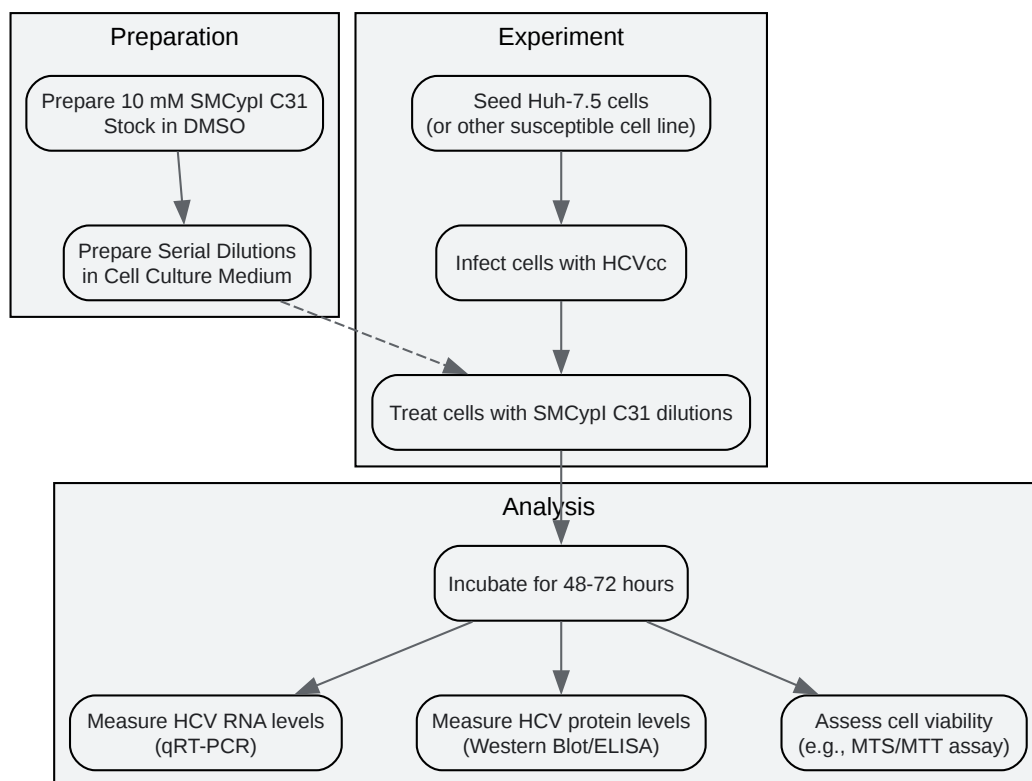 Preparation
Prepare 10 mM SMCypI C31
Stock in DMSO
Prepare Serial Dilutions
in Cell Culture Medium
Experiment
Seed Huh-7.5 cells
(or other susceptible cell line)
Infect cells with HCVcc
Treat cells with SMCypI C31 dilutions
Analysis
Incubate for 48-72 hours
Measure HCV RNA levels
(qRT-PCR)
Measure HCV protein levels
(Western Blot/ELISA)
Assess cell viability
(e.g., MTS/MTT assay)